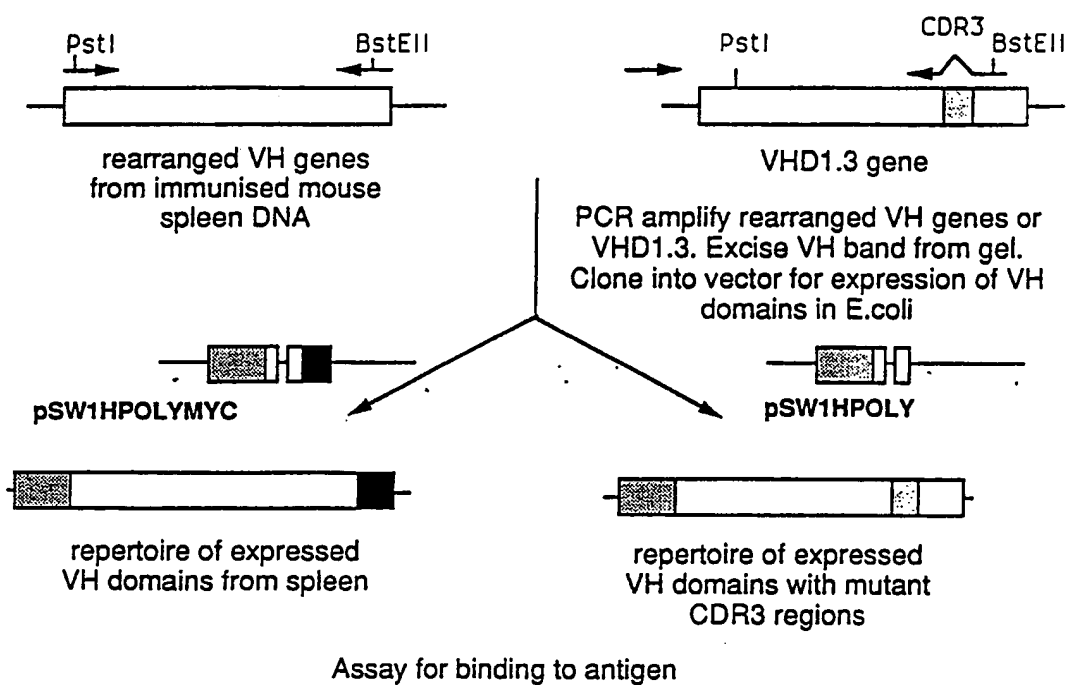 PstI
BstEII
rearranged VH genes
from immunised mouse
spleen DNA
PstI
CDR3
BstEII
VHD1.3 gene
PCR amplify rearranged VH genes or
VHD1.3. Excise VH band from gel.
Clone into vector for expression of VH
domains in E.coli
pSW1HPOLYMYC
pSW1HPOLY
repertoire of expressed
VH domains from spleen
repertoire of expressed
VH domains with mutant
CDR3 regions
Assay for binding to antigen